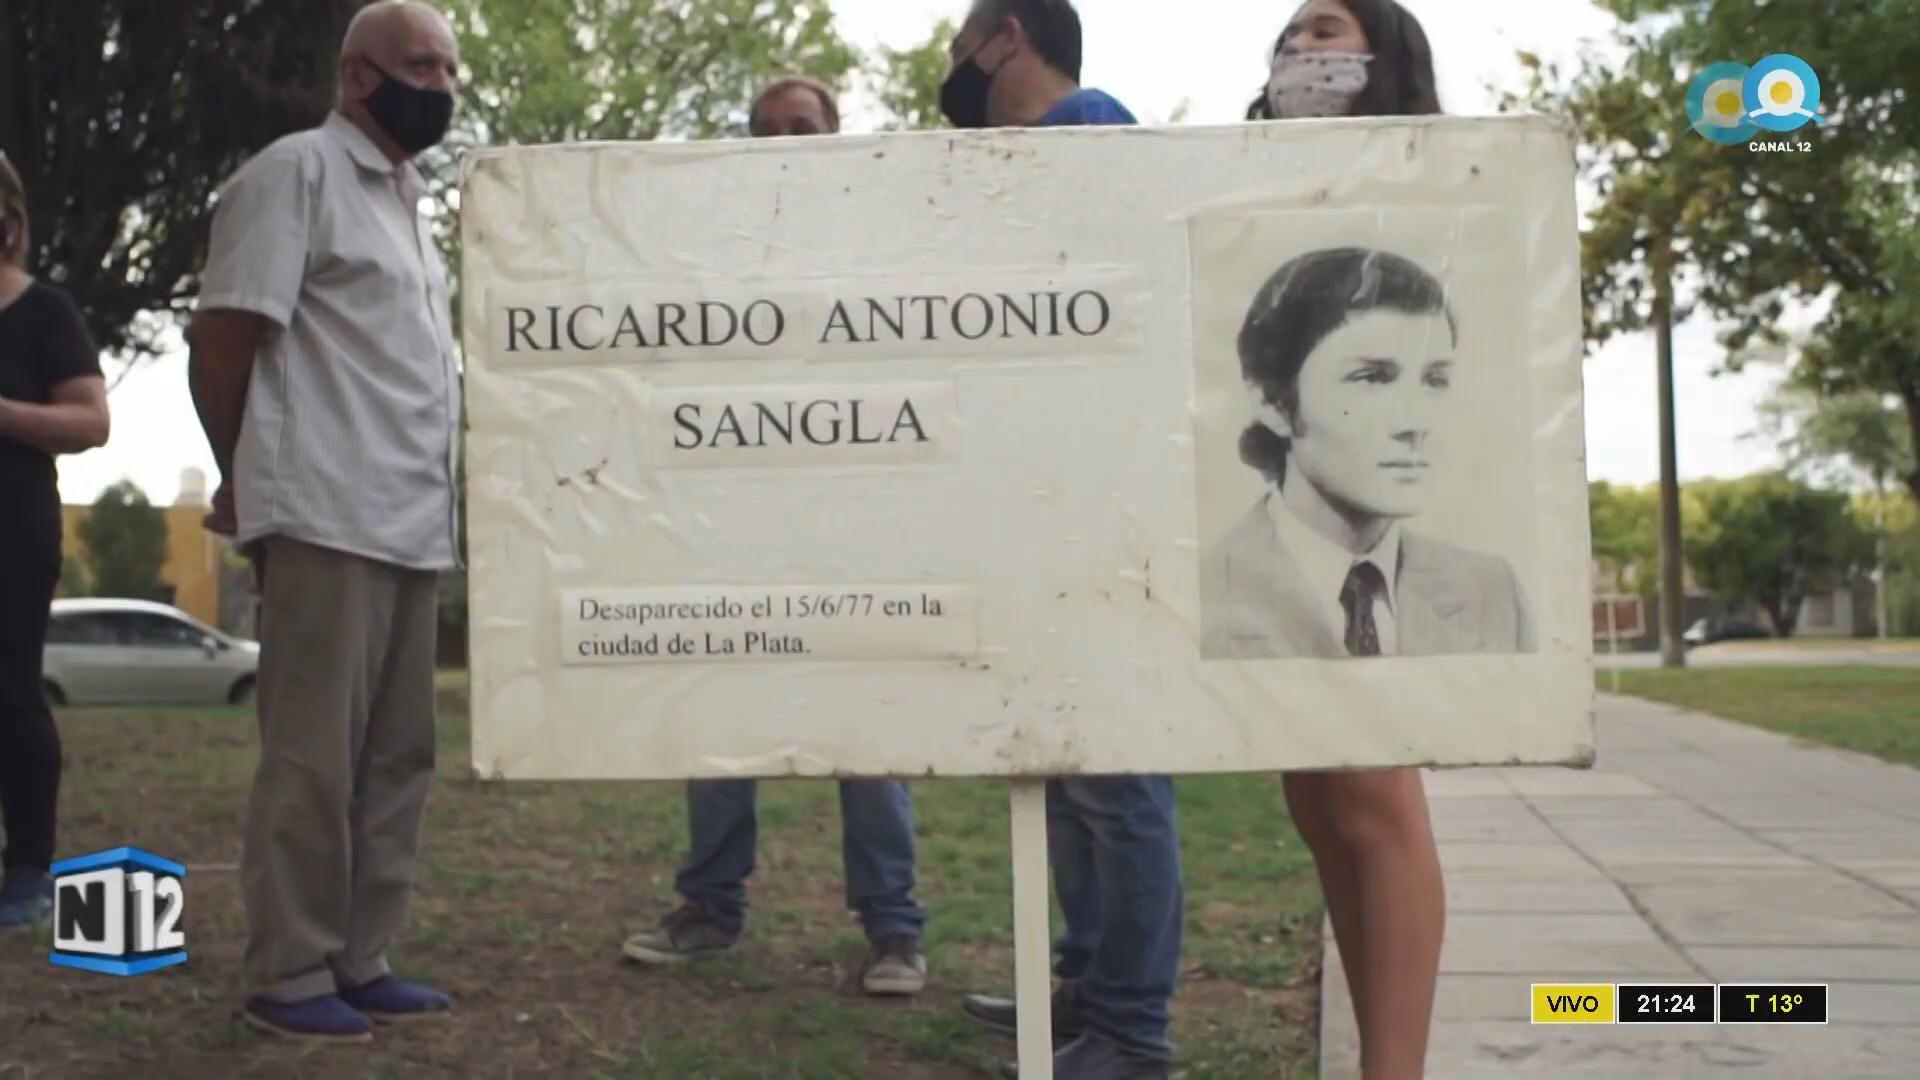 CANAL 12
RICARDO ANTONIO
SANGLA
Desaparecido el 15/6/77 en la
ciudad de La Plata.
N12
VIVO 21:24 T 13º